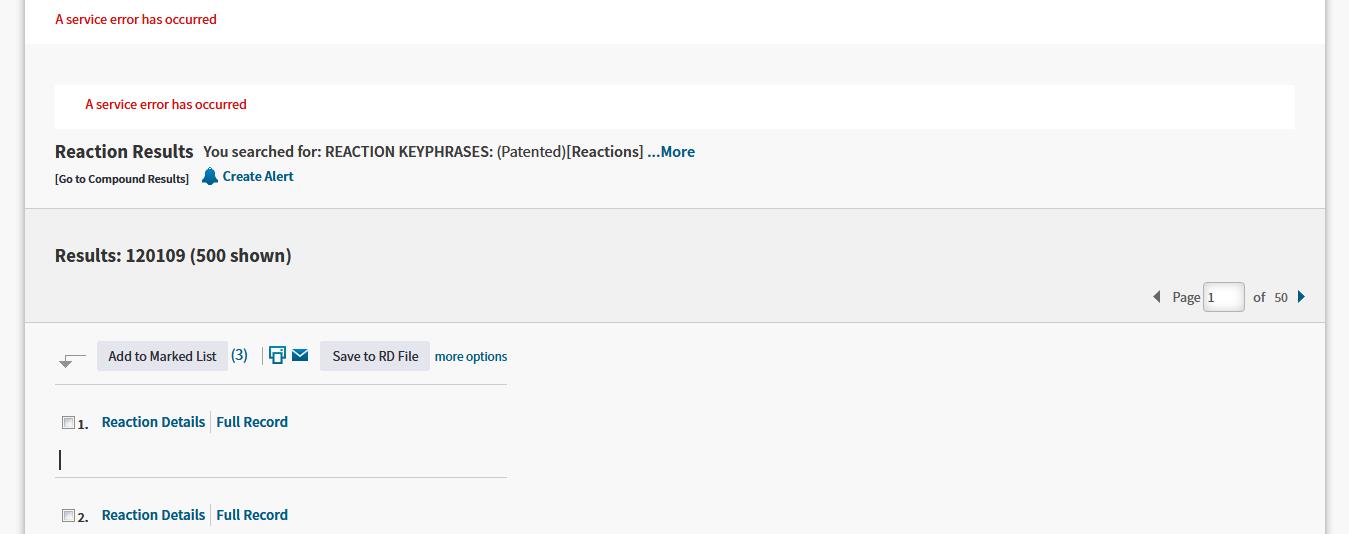 A service error has occurred
A service error has occurred
Reaction Results You searched for: REACTION KEYPHRASES: (Patented)[Reactions] ...More
[Go to Compound Results] Create Alert
Results: 120109 (500 shown)
Page 1 of 50
Add to Marked List (3) Save to RD File more options
1. Reaction Details Full Record
2. Reaction Details Full Record